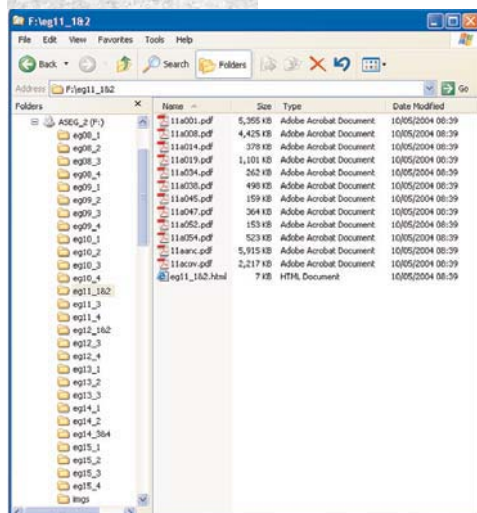 F:\eg11_1&2
File Edit View Favorites Tools Help
Back Search Folders
Address F:\eg11_1&2 Go
Folders Name Size Type Date Modified
ASEG_2 (F:)
eg08_1
eg08_2
eg08_3
eg08_4
eg09_1
eg09_2
eg09_3
eg09_4
eg10_1
eg10_2
eg10_3
eg10_4
eg11_1&2
eg11_3
eg11_4
eg12_1&2
eg12_3
eg12_4
eg13_1
eg13_2
eg13_3
eg14_1
eg14_2
eg14_3&4
eg15_1
eg15_2
eg15_3
eg15_4
imgs
11a001.pdf 5,355 KB Adobe Acrobat Document 10/05/2004 08:39
11a008.pdf 4,425 KB Adobe Acrobat Document 10/05/2004 08:39
11a014.pdf 378 KB Adobe Acrobat Document 10/05/2004 08:39
11a019.pdf 1,101 KB Adobe Acrobat Document 10/05/2004 08:39
11a034.pdf 262 KB Adobe Acrobat Document 10/05/2004 08:39
11a038.pdf 498 KB Adobe Acrobat Document 10/05/2004 08:39
11a045.pdf 159 KB Adobe Acrobat Document 10/05/2004 08:39
11a047.pdf 364 KB Adobe Acrobat Document 10/05/2004 08:39
11a052.pdf 153 KB Adobe Acrobat Document 10/05/2004 08:39
11a054.pdf 523 KB Adobe Acrobat Document 10/05/2004 08:39
11aanc.pdf 5,915 KB Adobe Acrobat Document 10/05/2004 08:39
11acov.pdf 2,217 KB Adobe Acrobat Document 10/05/2004 08:39
eg11_1&2.html 7 KB HTML Document 10/05/2004 08:39